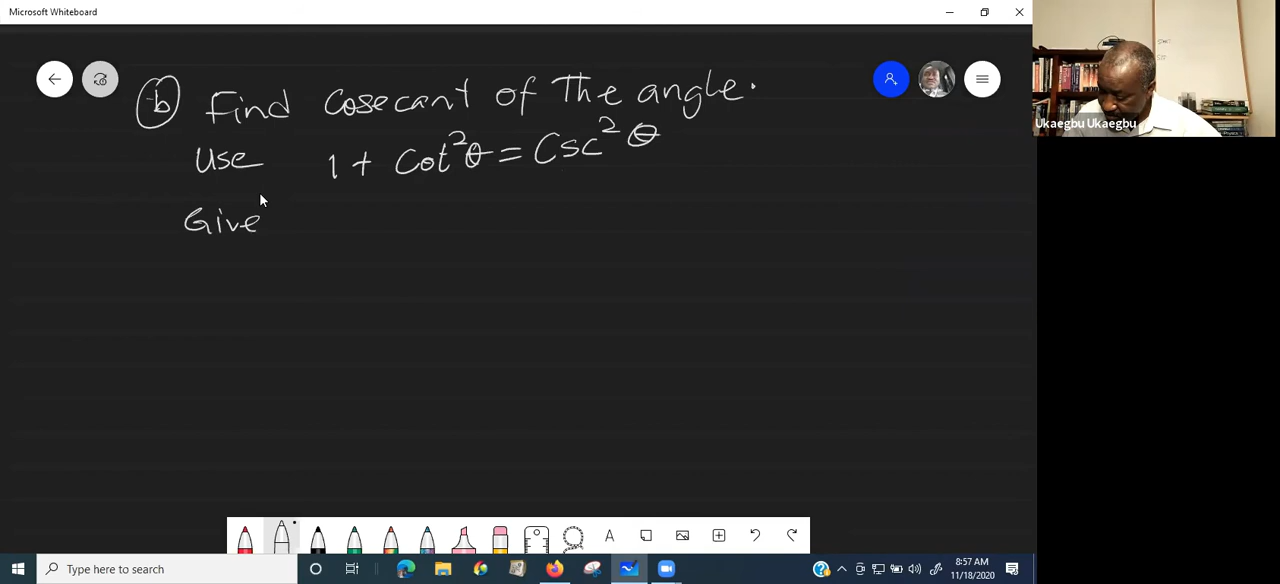 Microsoft Whiteboard
b Find Cosecant of The angle.
Use 1 + Cot²θ = Csc²θ
Give
Ukaegbu Ukaegbu
A
Type here to search
8:57 AM
11/18/2020